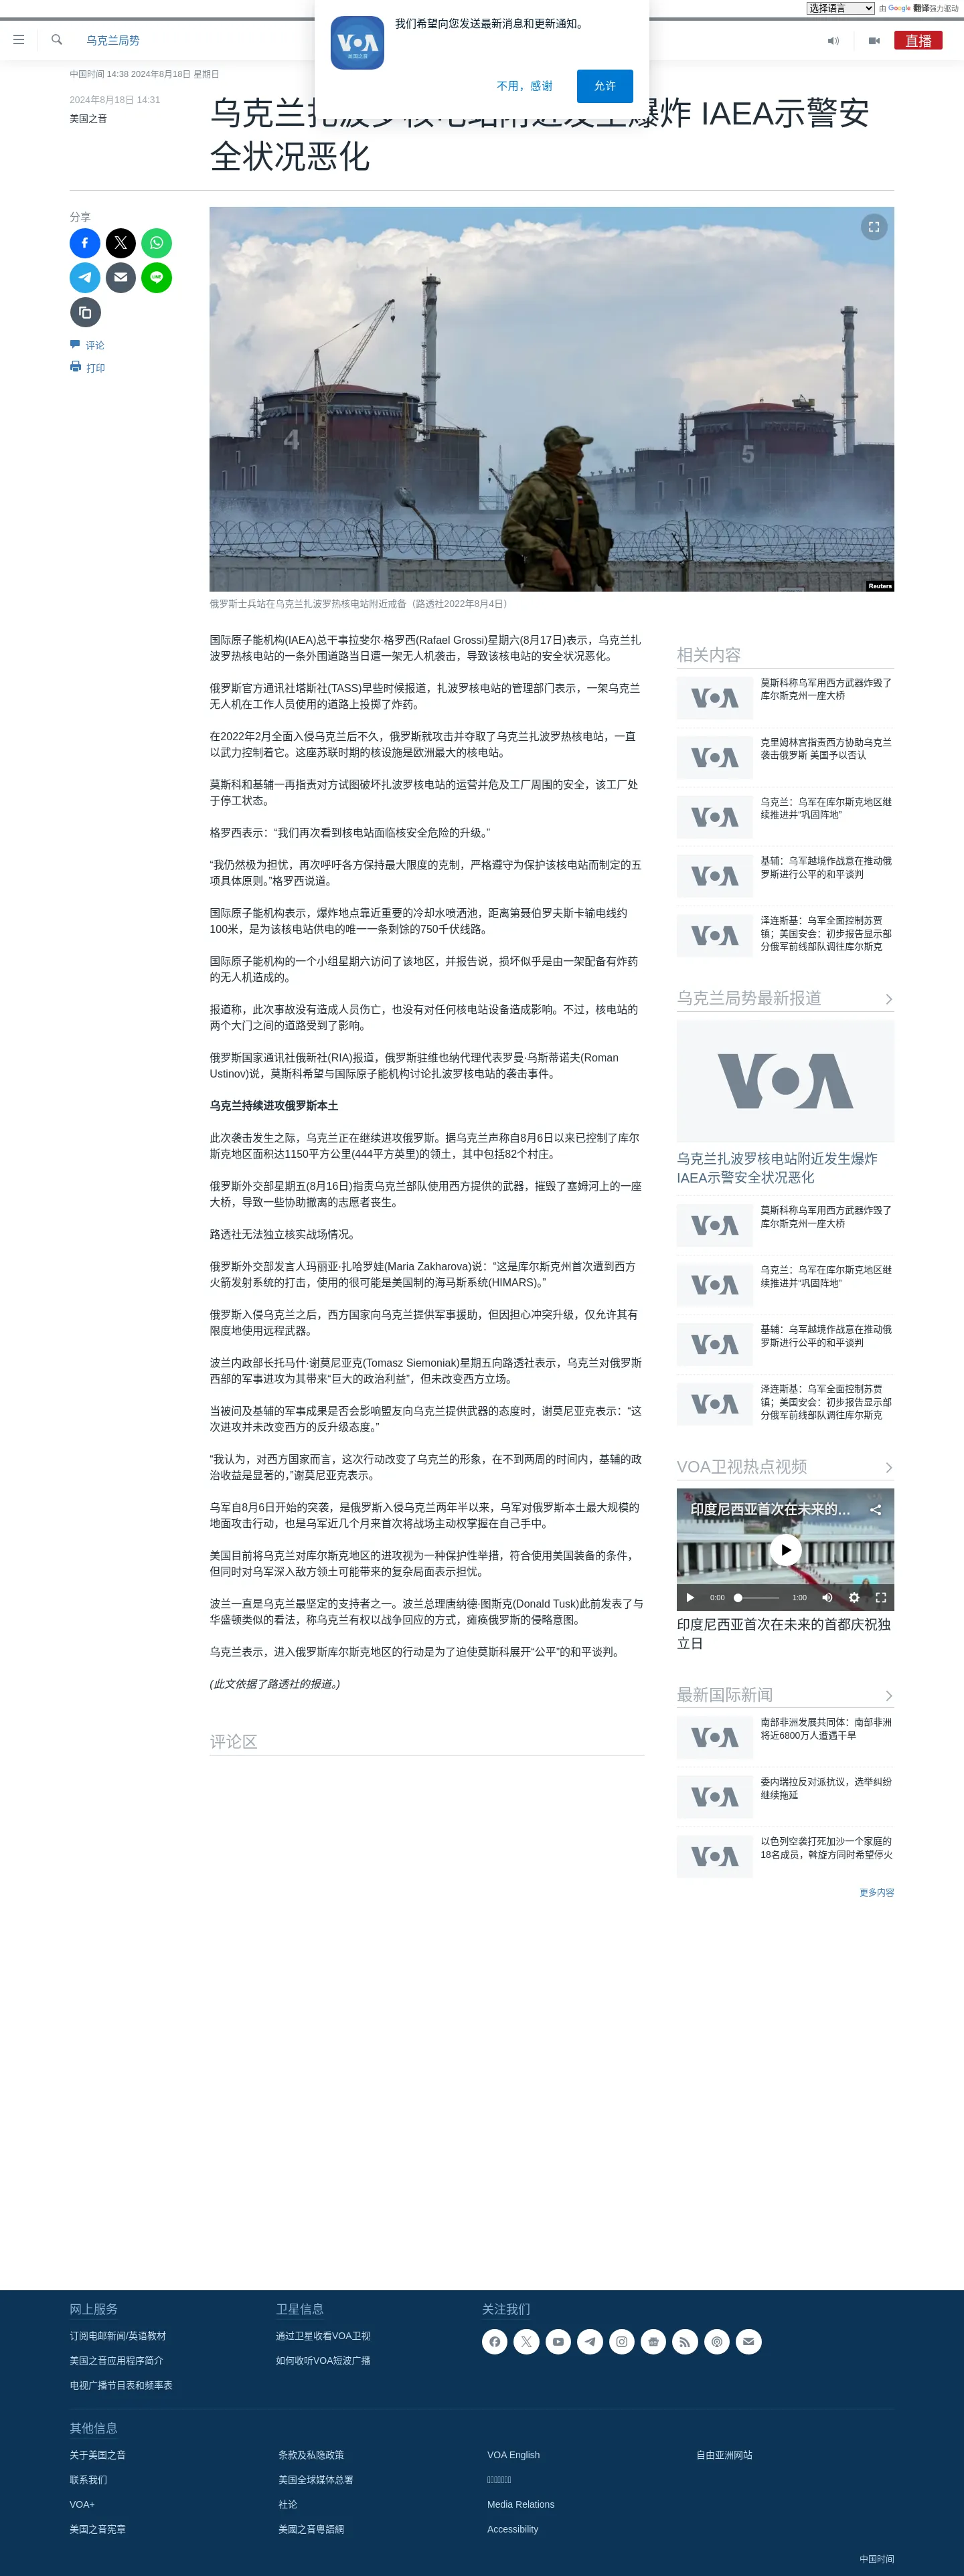 选择语言
由 Google 翻译强力驱动
乌克兰局势
直播
VOA
美国之音
我们希望向您发送最新消息和更新通知。
不用，感谢
允许
中国时间 14:38 2024年8月18日 星期日
2024年8月18日 14:31
美国之音
乌克兰扎波罗核电站附近发生爆炸 IAEA示警安
全状况恶化
分享
评论
打印
4
5
Reuters
俄罗斯士兵站在乌克兰扎波罗热核电站附近戒备（路透社2022年8月4日）
国际原子能机构(IAEA)总干事拉斐尔·格罗西(Rafael Grossi)星期六(8月17日)表示，乌克兰扎
波罗热核电站的一条外围道路当日遭一架无人机袭击，导致该核电站的安全状况恶化。
俄罗斯官方通讯社塔斯社(TASS)早些时候报道，扎波罗核电站的管理部门表示，一架乌克兰
无人机在工作人员使用的道路上投掷了炸药。
在2022年2月全面入侵乌克兰后不久，俄罗斯就攻击并夺取了乌克兰扎波罗热核电站，一直
以武力控制着它。这座苏联时期的核设施是欧洲最大的核电站。
莫斯科和基辅一再指责对方试图破坏扎波罗核电站的运营并危及工厂周围的安全，该工厂处
于停工状态。
格罗西表示：“我们再次看到核电站面临核安全危险的升级。”
“我仍然极为担忧，再次呼吁各方保持最大限度的克制，严格遵守为保护该核电站而制定的五
项具体原则。”格罗西说道。
国际原子能机构表示，爆炸地点靠近重要的冷却水喷洒池，距离第聂伯罗夫斯卡输电线约
100米，是为该核电站供电的唯一一条剩馀的750千伏线路。
国际原子能机构的一个小组星期六访问了该地区，并报告说，损坏似乎是由一架配备有炸药
的无人机造成的。
报道称，此次事故没有造成人员伤亡，也没有对任何核电站设备造成影响。不过，核电站的
两个大门之间的道路受到了影响。
俄罗斯国家通讯社俄新社(RIA)报道，俄罗斯驻维也纳代理代表罗曼·乌斯蒂诺夫(Roman
Ustinov)说，莫斯科希望与国际原子能机构讨论扎波罗核电站的袭击事件。
乌克兰持续进攻俄罗斯本土
此次袭击发生之际，乌克兰正在继续进攻俄罗斯。据乌克兰声称自8月6日以来已控制了库尔
斯克地区面积达1150平方公里(444平方英里)的领土，其中包括82个村庄。
俄罗斯外交部星期五(8月16日)指责乌克兰部队使用西方提供的武器，摧毁了塞姆河上的一座
大桥，导致一些协助撤离的志愿者丧生。
路透社无法独立核实战场情况。
俄罗斯外交部发言人玛丽亚·扎哈罗娃(Maria Zakharova)说：“这是库尔斯克州首次遭到西方
火箭发射系统的打击，使用的很可能是美国制的海马斯系统(HIMARS)。”
俄罗斯入侵乌克兰之后，西方国家向乌克兰提供军事援助，但因担心冲突升级，仅允许其有
限度地使用远程武器。
波兰内政部长托马什·谢莫尼亚克(Tomasz Siemoniak)星期五向路透社表示，乌克兰对俄罗斯
西部的军事进攻为其带来“巨大的政治利益”，但未改变西方立场。
当被问及基辅的军事成果是否会影响盟友向乌克兰提供武器的态度时，谢莫尼亚克表示：“这
次进攻并未改变西方的反升级态度。”
“我认为，对西方国家而言，这次行动改变了乌克兰的形象，在不到两周的时间内，基辅的政
治收益是显著的，”谢莫尼亚克表示。
乌军自8月6日开始的突袭，是俄罗斯入侵乌克兰两年半以来，乌军对俄罗斯本土最大规模的
地面攻击行动，也是乌军近几个月来首次将战场主动权掌握在自己手中。
美国目前将乌克兰对库尔斯克地区的进攻视为一种保护性举措，符合使用美国装备的条件，
但同时对乌军深入敌方领土可能带来的复杂局面表示担忧。
波兰一直是乌克兰最坚定的支持者之一。波兰总理唐纳德·图斯克(Donald Tusk)此前发表了与
华盛顿类似的看法，称乌克兰有权以战争回应的方式，瘫痪俄罗斯的侵略意图。
乌克兰表示，进入俄罗斯库尔斯克地区的行动是为了迫使莫斯科展开“公平”的和平谈判。
(此文依据了路透社的报道。)
评论区
相关内容
VOA
莫斯科称乌军用西方武器炸毁了
库尔斯克州一座大桥
VOA
克里姆林宫指责西方协助乌克兰
袭击俄罗斯 美国予以否认
VOA
乌克兰：乌军在库尔斯克地区继
续推进并“巩固阵地”
VOA
基辅：乌军越境作战意在推动俄
罗斯进行公平的和平谈判
VOA
泽连斯基：乌军全面控制苏贾
镇；美国安会：初步报告显示部
分俄军前线部队调往库尔斯克
乌克兰局势最新报道
VOA
乌克兰扎波罗核电站附近发生爆炸
IAEA示警安全状况恶化
VOA
莫斯科称乌军用西方武器炸毁了
库尔斯克州一座大桥
VOA
乌克兰：乌军在库尔斯克地区继
续推进并“巩固阵地”
VOA
基辅：乌军越境作战意在推动俄
罗斯进行公平的和平谈判
VOA
泽连斯基：乌军全面控制苏贾
镇；美国安会：初步报告显示部
分俄军前线部队调往库尔斯克
VOA卫视热点视频
印度尼西亚首次在未来的...
0:00
1:00
印度尼西亚首次在未来的首都庆祝独
立日
最新国际新闻
VOA
南部非洲发展共同体：南部非洲
将近6800万人遭遇干旱
VOA
委内瑞拉反对派抗议，选举纠纷
继续拖延
VOA
以色列空袭打死加沙一个家庭的
18名成员，斡旋方同时希望停火
更多内容
网上服务
订阅电邮新闻/英语教材
美国之音应用程序简介
电视广播节目表和频率表
卫星信息
通过卫星收看VOA卫视
如何收听VOA短波广播
关注我们
其他信息
关于美国之音
联系我们
VOA+
美国之音宪章
条款及私隐政策
美国全球媒体总署
社论
美國之音粵語網
VOA English
Media Relations
Accessibility
自由亚洲网站
中国时间